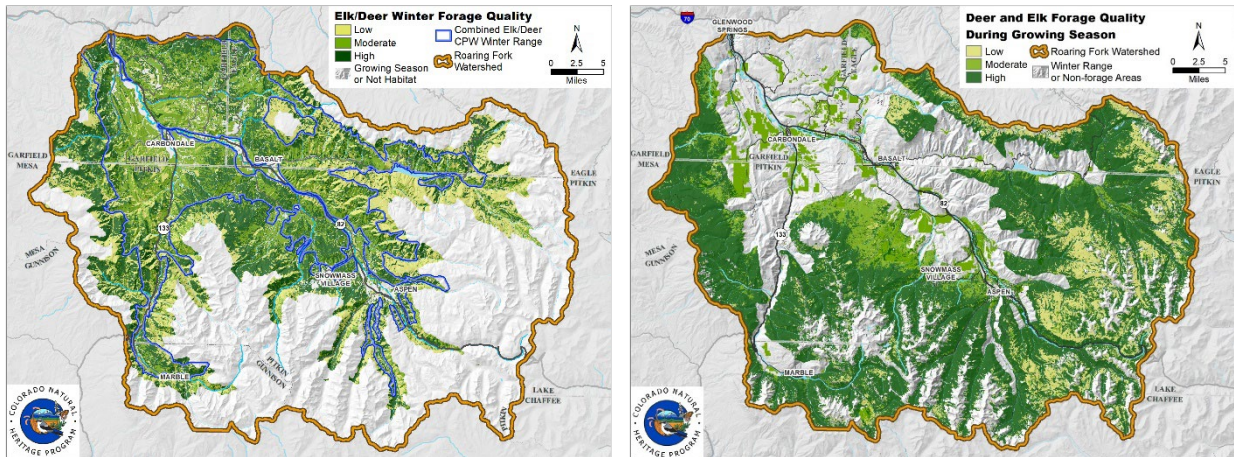 Elk/Deer Winter Forage Quality
Low
Moderate
High
Growing Season
or Not Habitat
Combined Elk/Deer
CPW Winter Range
Roaring Fork
Watershed
N
0 2.5 5
Miles
CARBONDALE
GARFIELD
MESA
GARFIELD
PITKIN
BASALT
EAGLE
PITKIN
133
82
MESA
GUNNISON
SNOWMASS
VILLAGE
ASPEN
PITKIN
GUNNISON
MARBLE
LAKE
CHAFFEE
PITKIN
COLORADO NATURAL
HERITAGE PROGRAM
Deer and Elk Forage Quality
During Growing Season
Low
Moderate
High
Roaring Fork Watershed
Winter Range
or Non-forage Areas
N
0 2.5 5
Miles
70
GLENWOOD
SPRINGS
GARFIELD
EAGLE
CARBONDALE
GARFIELD
MESA
GARFIELD
PITKIN
BASALT
EAGLE
PITKIN
82
133
MESA
GUNNISON
SNOWMASS
VILLAGE
ASPEN
MARBLE
LAKE
CHAFFEE
COLORADO NATURAL
HERITAGE PROGRAM